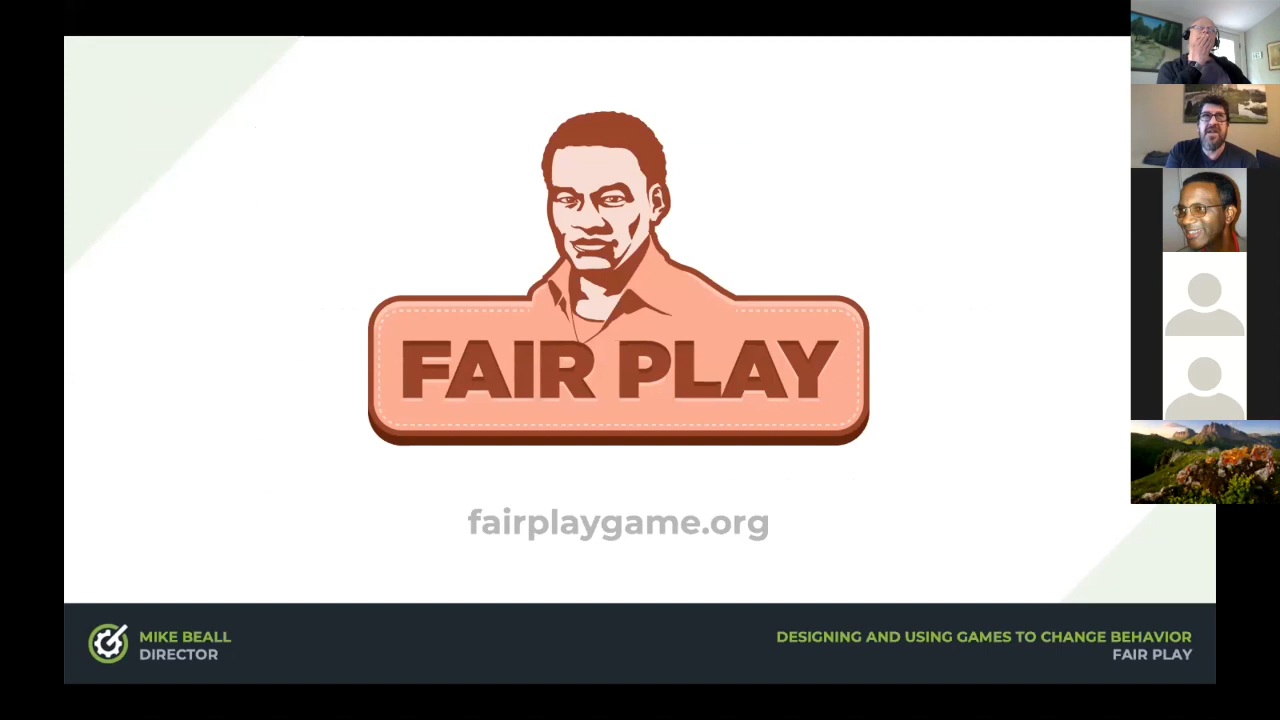 FAIR PLAY
fairplaygame.org
MIKE BEALL
DIRECTOR
DESIGNING AND USING GAMES TO CHANGE BEHAVIOR
FAIR PLAY